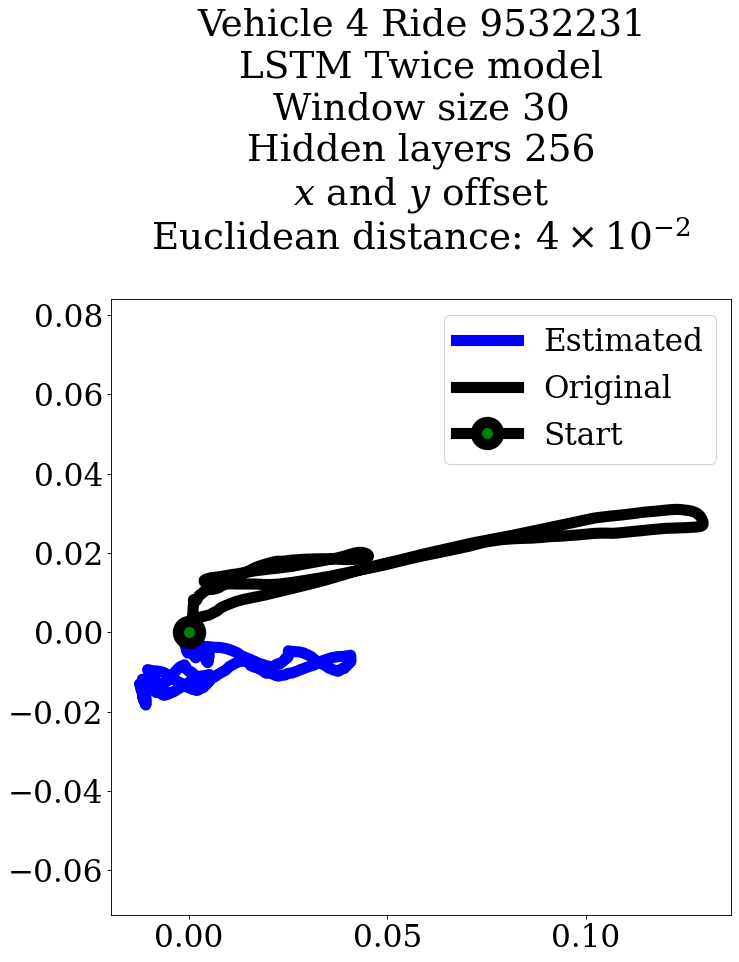 Vehicle 4 Ride 9532231
LSTM Twice model
Window size 30
Hidden layers 256
x and y offset
Euclidean distance: 4 × 10⁻²
0.08
0.06
0.04
0.02
0.00
−0.02
−0.04
−0.06
Estimated
Original
Start
0.00 0.05 0.10